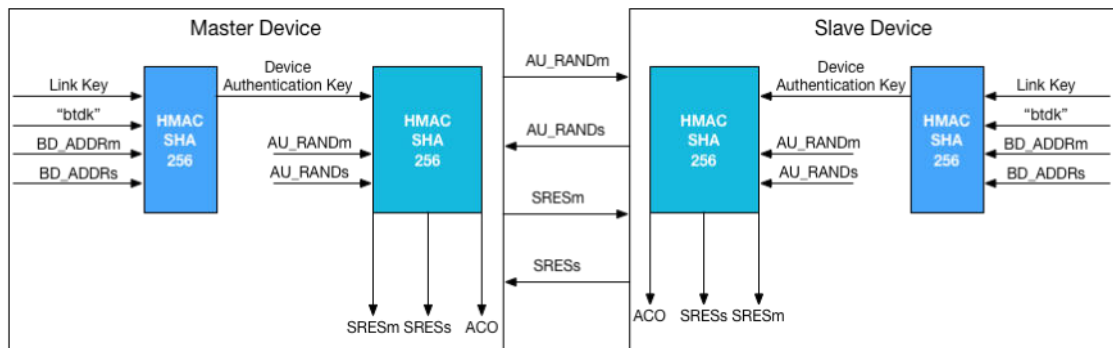 Master Device
Link Key
"btdk"
BD_ADDRm
BD_ADDRs
HMAC
SHA
256
Device
Authentication Key
AU_RANDm
AU_RANDs
HMAC
SHA
256
SRESm
SRESs
ACO
AU_RANDm
AU_RANDs
SRESm
SRESs
Slave Device
HMAC
SHA
256
Device
Authentication Key
AU_RANDm
AU_RANDs
HMAC
SHA
256
Link Key
"btdk"
BD_ADDRm
BD_ADDRs
ACO
SRESs
SRESm